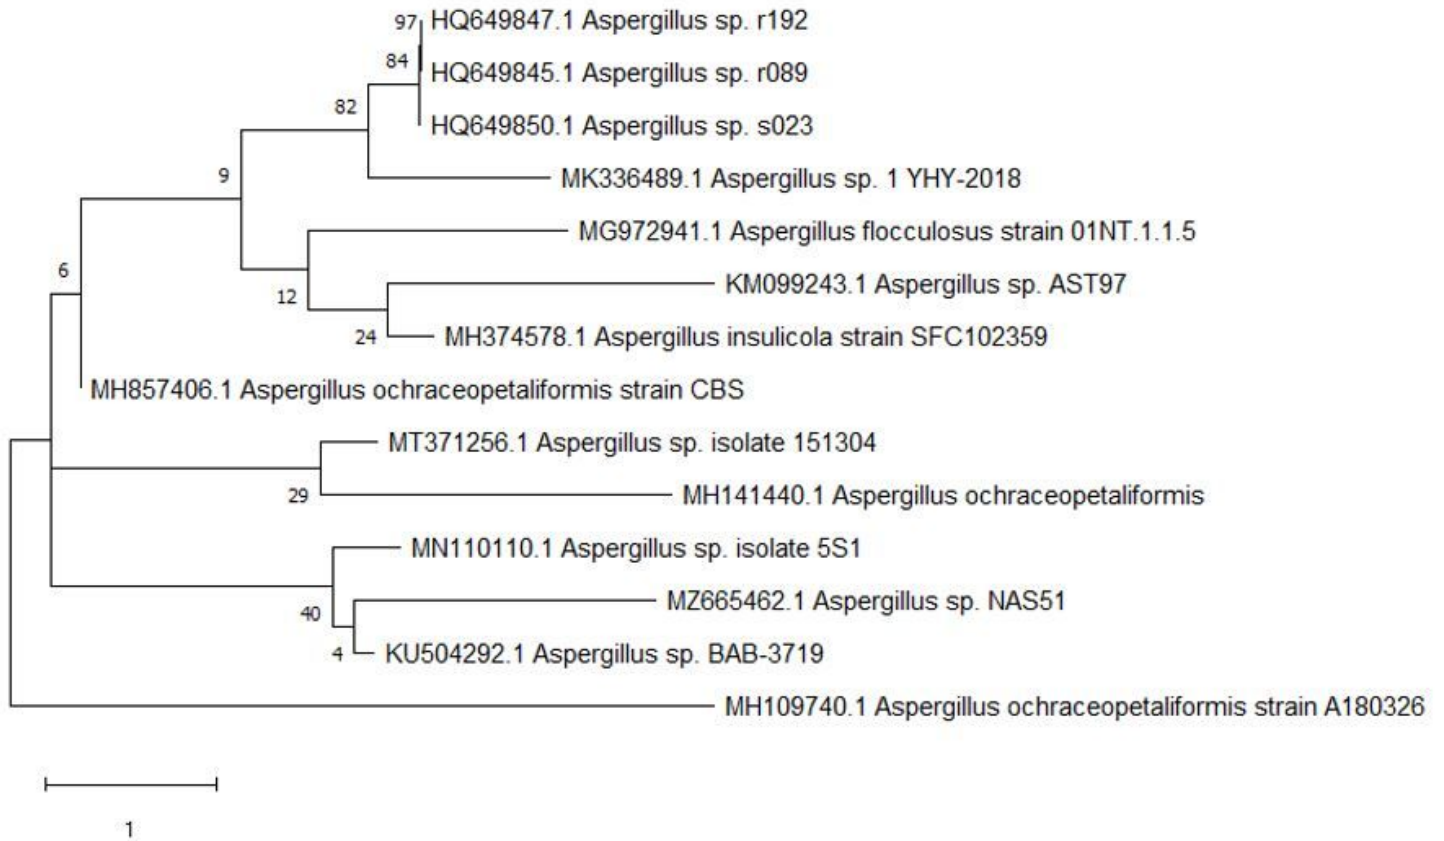 97 HQ649847.1 Aspergillus sp. r192
84
HQ649845.1 Aspergillus sp. r089
82
HQ649850.1 Aspergillus sp. s023
9
MK336489.1 Aspergillus sp. 1 YHY-2018
MG972941.1 Aspergillus flocculosus strain 01NT.1.1.5
6
KM099243.1 Aspergillus sp. AST97
12
24
MH374578.1 Aspergillus insulicola strain SFC102359
MH857406.1 Aspergillus ochraceopetaliformis strain CBS
MT371256.1 Aspergillus sp. isolate 151304
29
MH141440.1 Aspergillus ochraceopetaliformis
MN110110.1 Aspergillus sp. isolate 5S1
MZ665462.1 Aspergillus sp. NAS51
40
4
KU504292.1 Aspergillus sp. BAB-3719
MH109740.1 Aspergillus ochraceopetaliformis strain A180326
1